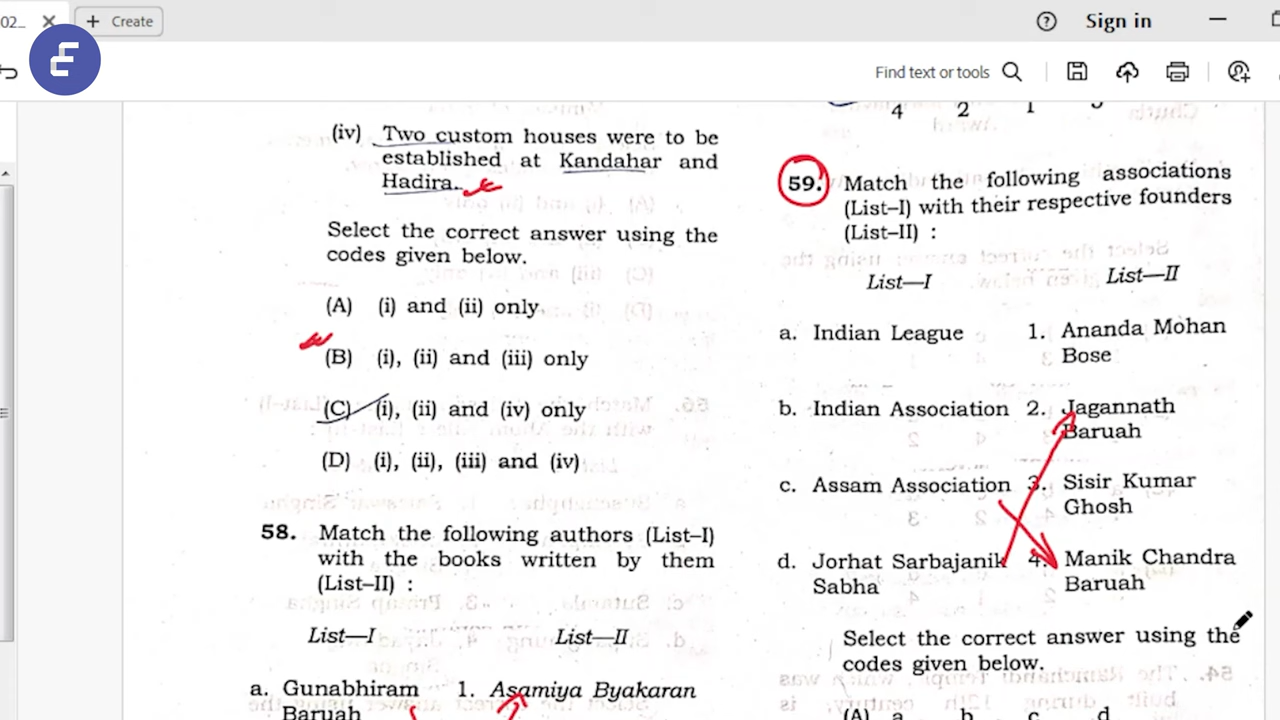 02_
Create
Sign in
Find text or tools
(iv) Two custom houses were to be
established at Kandahar and
Hadira.
Select the correct answer using the
codes given below.
(A) (i) and (ii) only
(B) (i), (ii) and (iii) only
(C) (i), (ii) and (iv) only
(D) (i), (ii), (iii) and (iv)
58. Match the following authors (List–I)
with the books written by them
(List–II) :
List—I List—II
a. Gunabhiram 1. Asamiya Byakaran
Baruah
4 2 1
59. Match the following associations
(List–I) with their respective founders
(List–II) :
List—I List—II
a. Indian League 1. Ananda Mohan
Bose
b. Indian Association 2. Jagannath
Baruah
c. Assam Association 3. Sisir Kumar
Ghosh
d. Jorhat Sarbajanik 4. Manik Chandra
Sabha Baruah
Select the correct answer using the
codes given below.
(A) a b c d